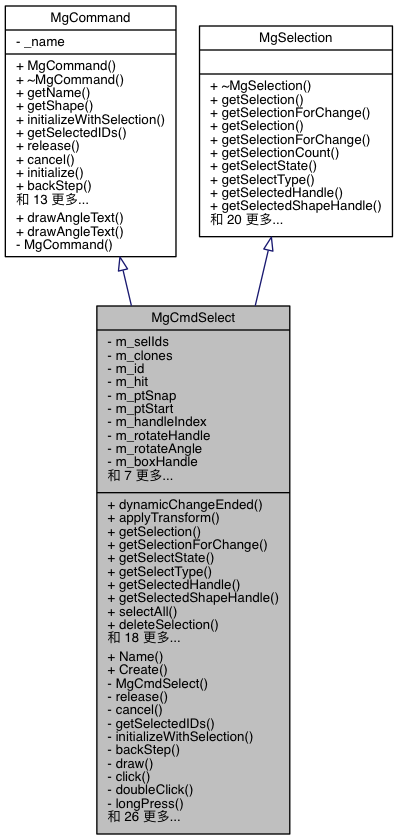 MgCommand
- _name
+ MgCommand()
+ ~MgCommand()
+ getName()
+ getShape()
+ initializeWithSelection()
+ getSelectedIDs()
+ release()
+ cancel()
+ initialize()
+ backStep()
和 13 更多...
+ drawAngleText()
+ drawAngleText()
- MgCommand()
MgSelection
+ ~MgSelection()
+ getSelection()
+ getSelectionForChange()
+ getSelection()
+ getSelectionForChange()
+ getSelectionCount()
+ getSelectState()
+ getSelectType()
+ getSelectedHandle()
+ getSelectedShapeHandle()
和 20 更多...
MgCmdSelect
- m_selIds
- m_clones
- m_id
- m_hit
- m_ptSnap
- m_ptStart
- m_handleIndex
- m_rotateHandle
- m_rotateAngle
- m_boxHandle
和 7 更多...
+ dynamicChangeEnded()
+ applyTransform()
+ getSelection()
+ getSelectionForChange()
+ getSelectState()
+ getSelectType()
+ getSelectedHandle()
+ getSelectedShapeHandle()
+ selectAll()
+ deleteSelection()
和 18 更多...
+ Name()
+ Create()
- MgCmdSelect()
- release()
- cancel()
- getSelectedIDs()
- initializeWithSelection()
- backStep()
- draw()
- click()
- doubleClick()
- longPress()
和 26 更多...